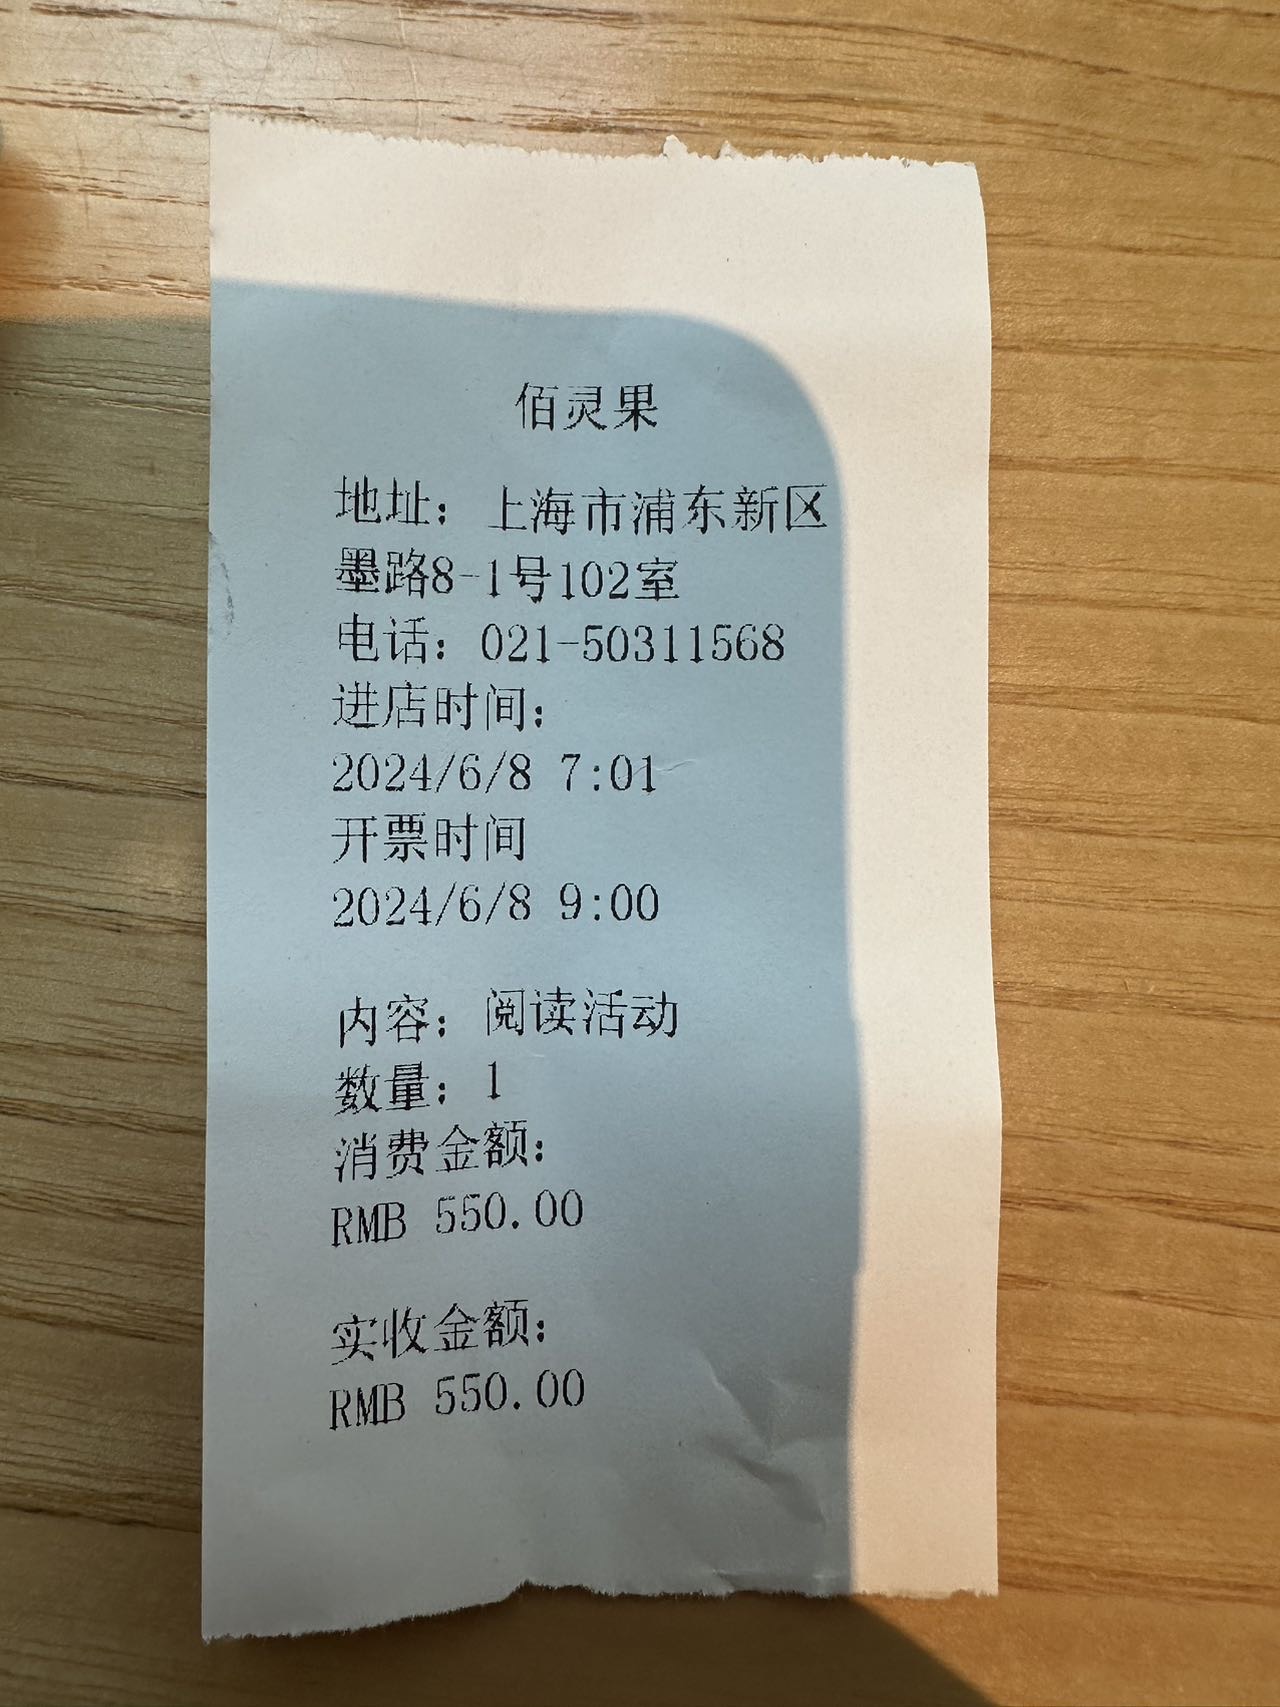 佰灵果
地址：上海市浦东新区
墨路8-1号102室
电话：021-50311568
进店时间：
2024/6/8 7:01
开票时间
2024/6/8 9:00
内容：阅读活动
数量：1
消费金额：
RMB 550.00
实收金额：
RMB 550.00